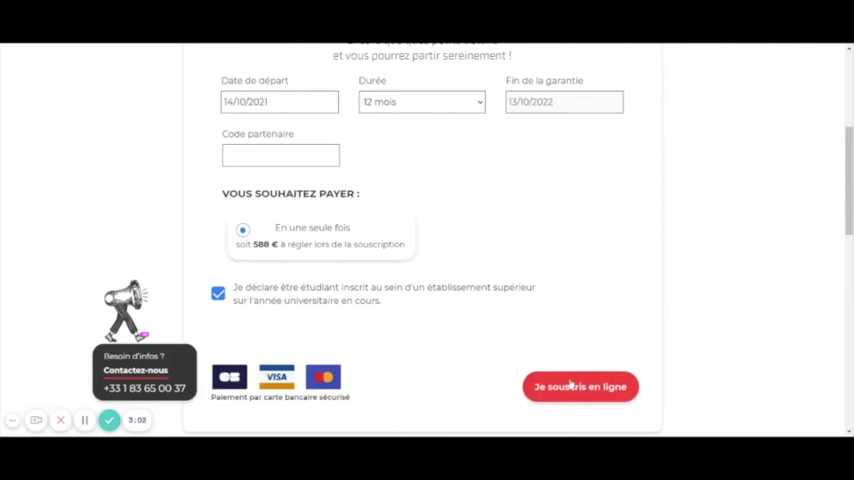 et vous pourrez partir sereinement !
Date de départ
Durée
Fin de la garantie
14/10/2021
12 mois
13/10/2022
Code partenaire
VOUS SOUHAITEZ PAYER :
En une seule fois
soit 588 € à régler lors de la souscription
Je déclare être étudiant inscrit au sein d'un établissement supérieur
sur l'année universitaire en cours.
Besoin d'infos ?
Contactez-nous
+33 1 83 65 00 37
CB
VISA
Paiement par carte bancaire sécurisé
Je souscris en ligne
3:02